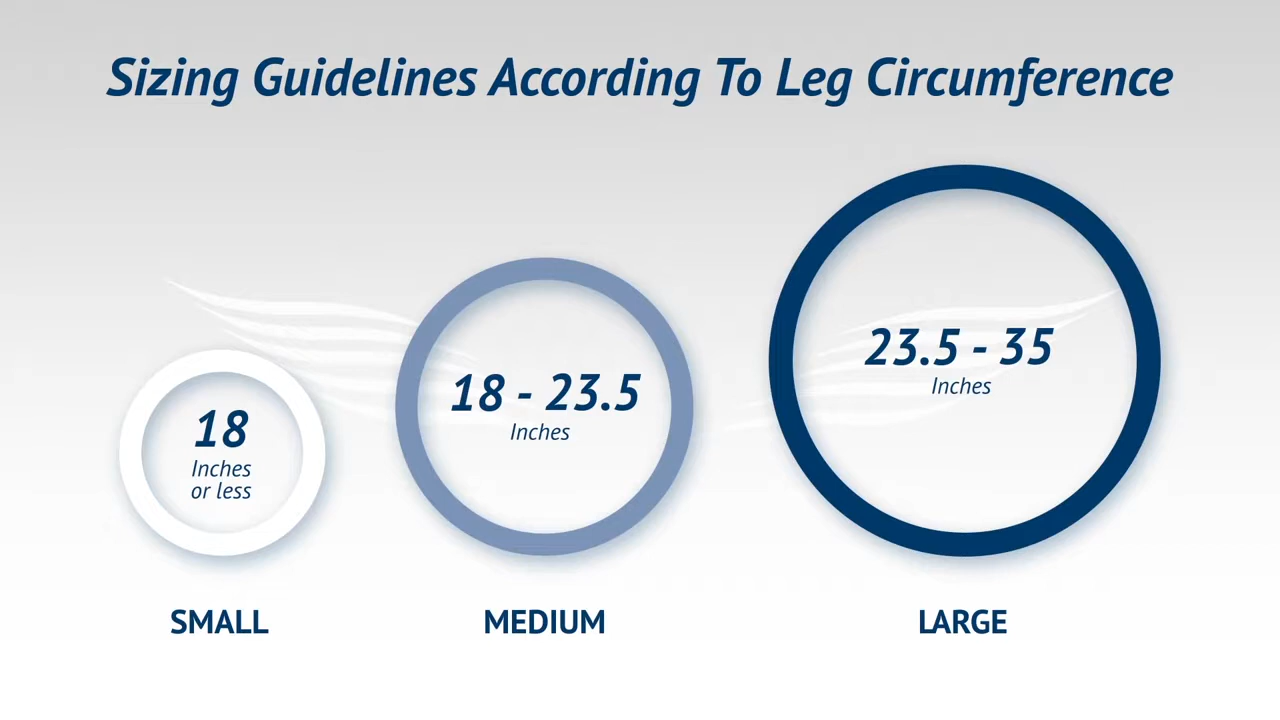 Sizing Guidelines According To Leg Circumference
18
Inches
or less
SMALL
18 - 23.5
Inches
MEDIUM
23.5 - 35
Inches
LARGE